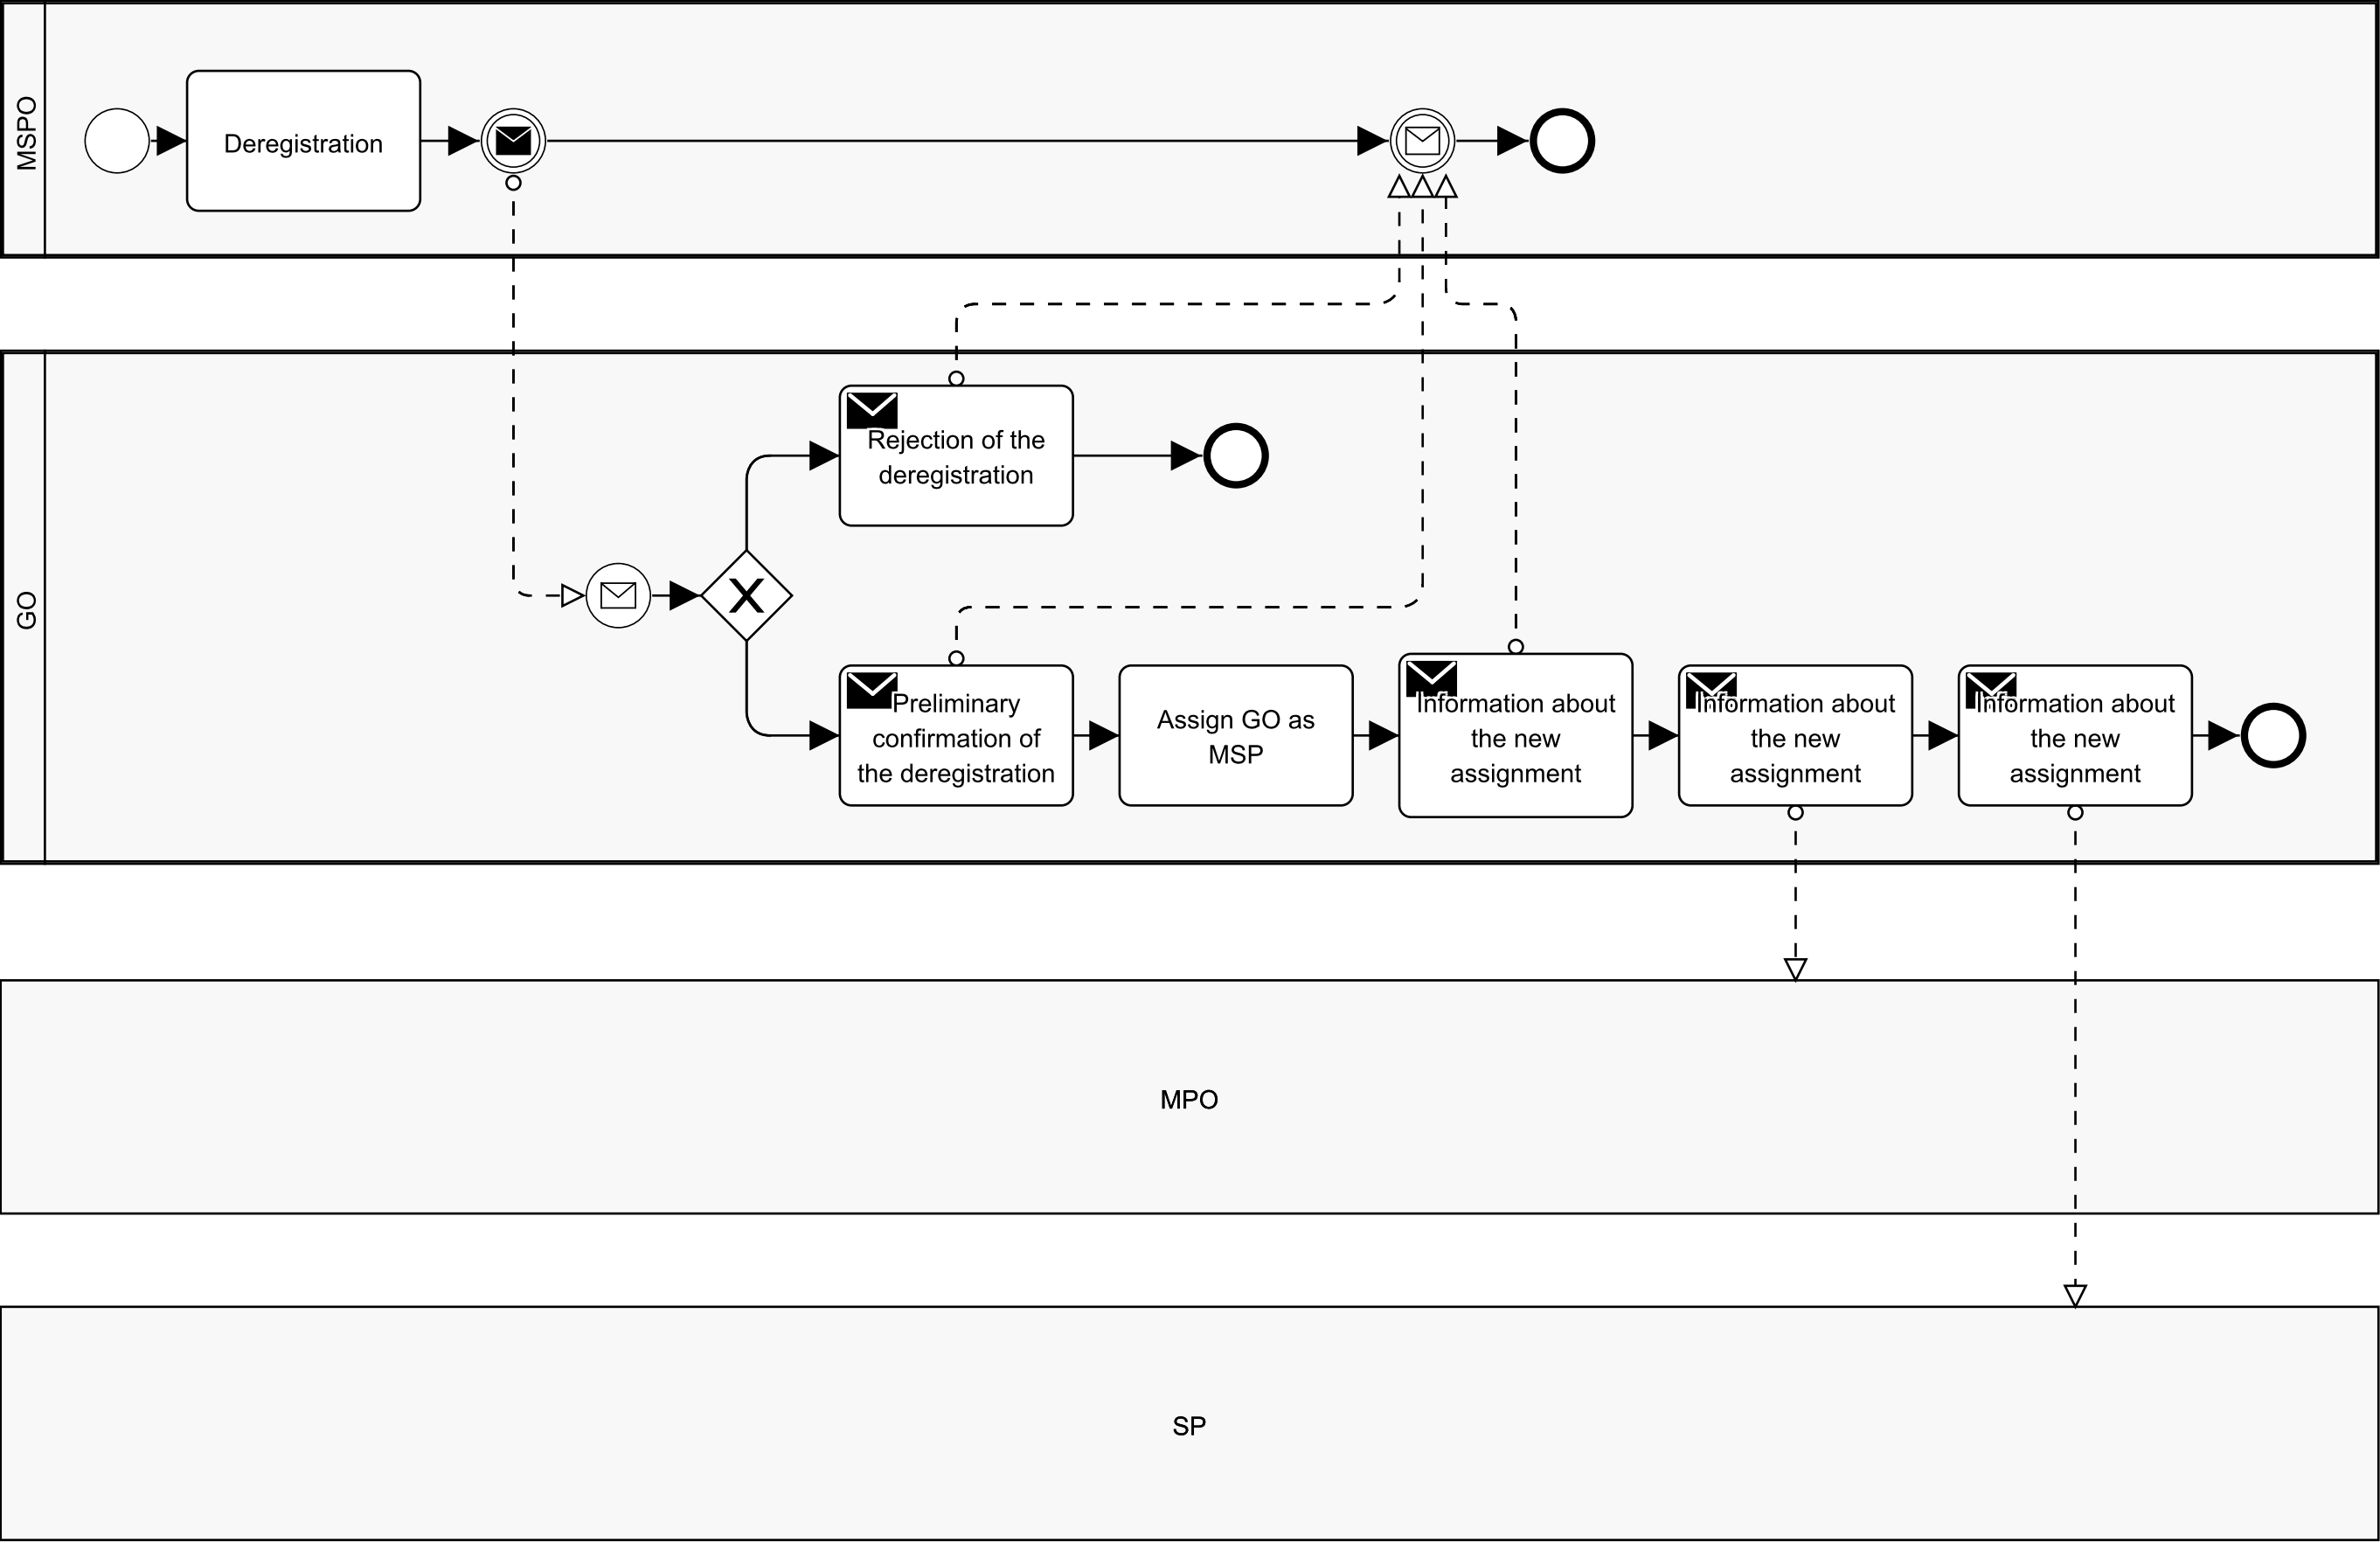 MSPO
Deregistration
GO
Rejection of the
deregistration
Preliminary
confirmation of
the deregistration
Assign GO as
MSP
Information about
the new
assignment
Information about
the new
assignment
Information about
the new
assignment
MPO
SP